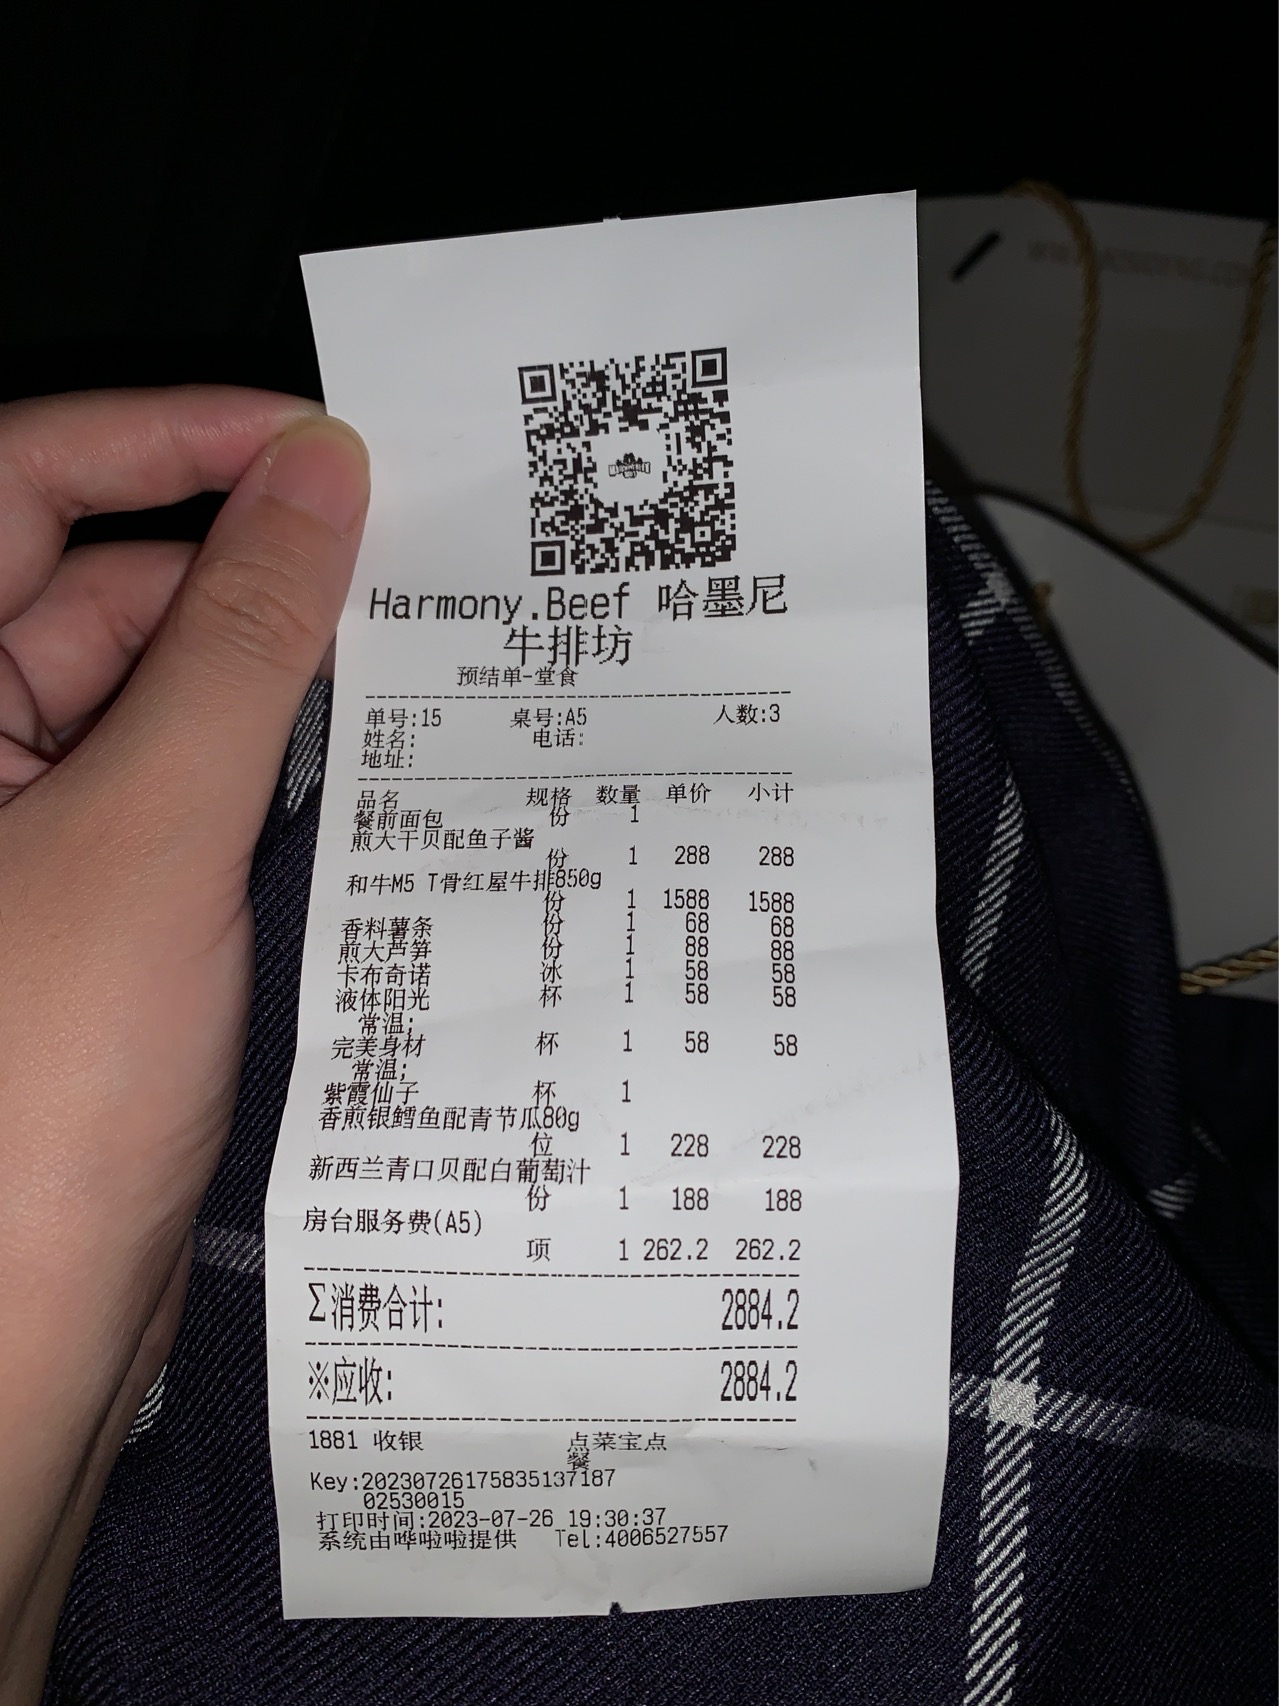 Harmony.Beef 哈墨尼
牛排坊
预结单-堂食
单号:15 桌号:A5 人数:3
姓名: 电话:
地址:
品名 规格 数量 单价 小计
餐前面包 份 1
煎大干贝配鱼子酱
份 1 288 288
和牛M5 T骨红屋牛排850g
份 1 1588 1588
香料薯条 份 1 68 68
煎大芦笋 份 1 88 88
卡布奇诺 冰 1 58 58
液体阳光 杯 1 58 58
常温;
完美身材 杯 1 58 58
常温;
紫霞仙子 杯 1
香煎银鳕鱼配青节瓜80g
位 1 228 228
新西兰青口贝配白葡萄汁
份 1 188 188
房台服务费(A5)
项 1 262.2 262.2
Σ消费合计: 2884.2
※应收: 2884.2
1881 收银 点菜宝点
餐
Key:20230726175835137187
02530015
打印时间:2023-07-26 19:30:37
系统由哗啦啦提供 Tel:4006527557